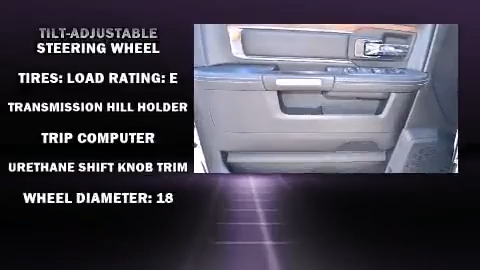 TILT-ADJUSTABLE
STEERING WHEEL
TIRES: LOAD RATING: E
TRANSMISSION HILL HOLDER
TRIP COMPUTER
URETHANE SHIFT KNOB TRIM
WHEEL DIAMETER: 18